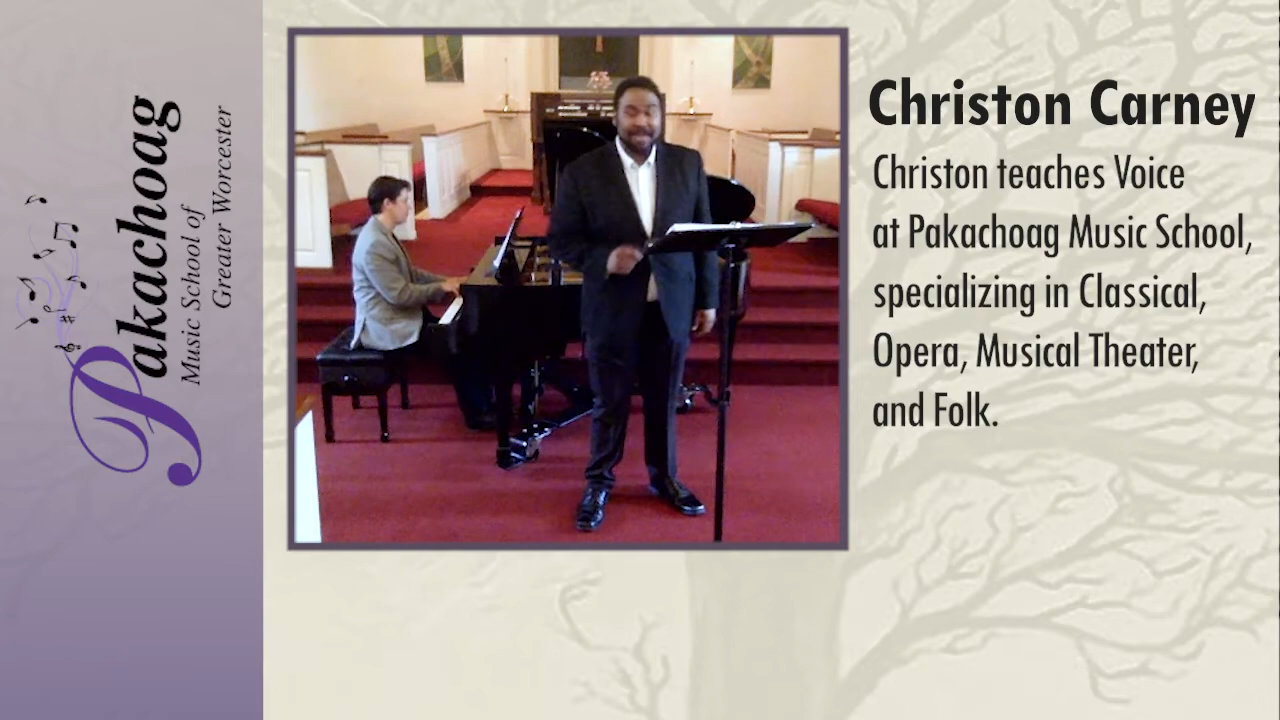 Pakachoag
Music School of
Greater Worcester
Christon Carney
Christon teaches Voice
at Pakachoag Music School,
specializing in Classical,
Opera, Musical Theater,
and Folk.